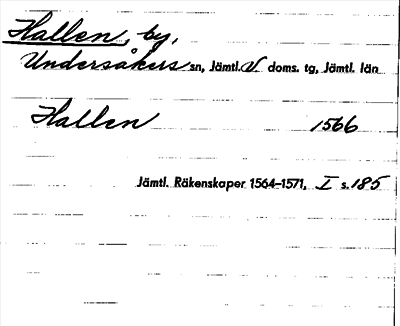 Hallen, by,
Undersåkers sn, Jämtl. V doms. tg, Jämtl. län
Hallen 1566
Jämtl. Räkenskaper 1564–1571, I s. 185